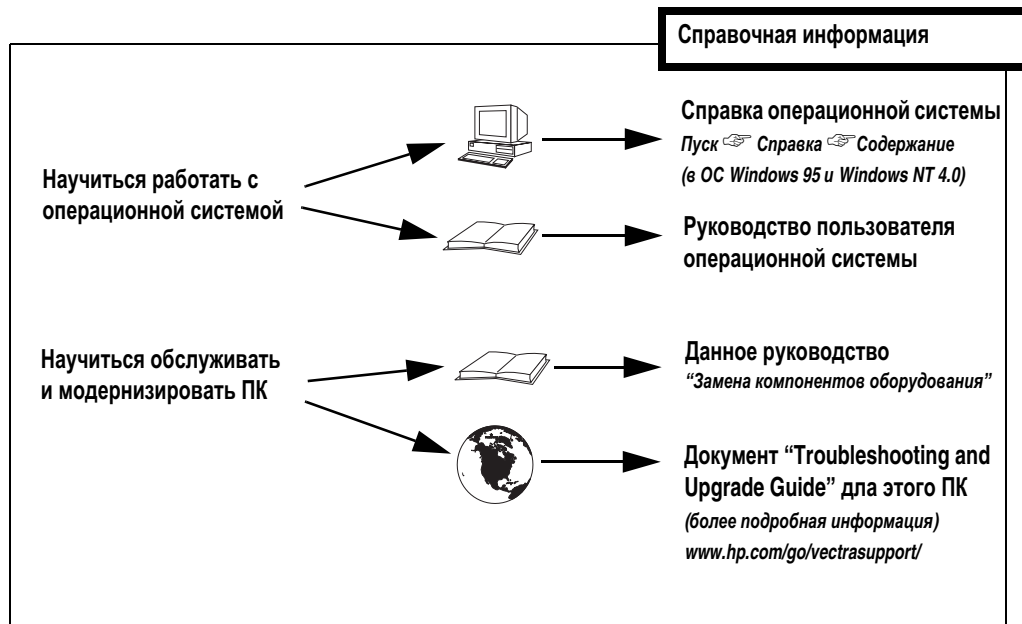 Справочная информация
Научиться работать с
операционной системой
Справка операционной системы
Пуск ☞ Справка ☞ Содержание
(в ОС Windows 95 и Windows NT 4.0)
Руководство пользователя
операционной системы
Научиться обслуживать
и модернизировать ПК
Данное руководство
“Замена компонентов оборудования”
Документ “Troubleshooting and
Upgrade Guide” дла этого ПК
(более подробная информация)
www.hp.com/go/vectrasupport/